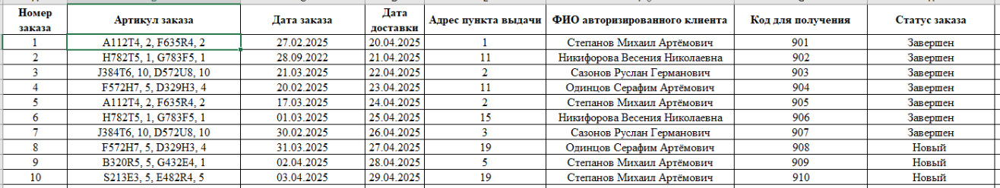 Номер заказа Артикул заказа Дата заказа Дата доставки Адрес пункта выдачи ФИО авторизированного клиента Код для получения Статус заказа
1 A112T4, 2, F635R4, 2 27.02.2025 20.04.2025 1 Степанов Михаил Артёмович 901 Завершен
2 H782T5, 1, G783F5, 1 28.09.2022 21.04.2025 11 Никифорова Весения Николаевна 902 Завершен
3 J384T6, 10, D572U8, 10 21.03.2025 22.04.2025 2 Сазонов Руслан Германович 903 Завершен
4 F572H7, 5, D329H3, 4 20.02.2025 23.04.2025 11 Одинцов Серафим Артёмович 904 Завершен
5 A112T4, 2, F635R4, 2 17.03.2025 24.04.2025 2 Степанов Михаил Артёмович 905 Завершен
6 H782T5, 1, G783F5, 1 01.03.2025 25.04.2025 15 Никифорова Весения Николаевна 906 Завершен
7 J384T6, 10, D572U8, 10 30.02.2025 26.04.2025 3 Сазонов Руслан Германович 907 Завершен
8 F572H7, 5, D329H3, 4 31.03.2025 27.04.2025 19 Одинцов Серафим Артёмович 908 Новый
9 B320R5, 5, G432E4, 1 02.04.2025 28.04.2025 5 Степанов Михаил Артёмович 909 Новый
10 S213E3, 5, E482R4, 5 03.04.2025 29.04.2025 19 Степанов Михаил Артёмович 910 Новый